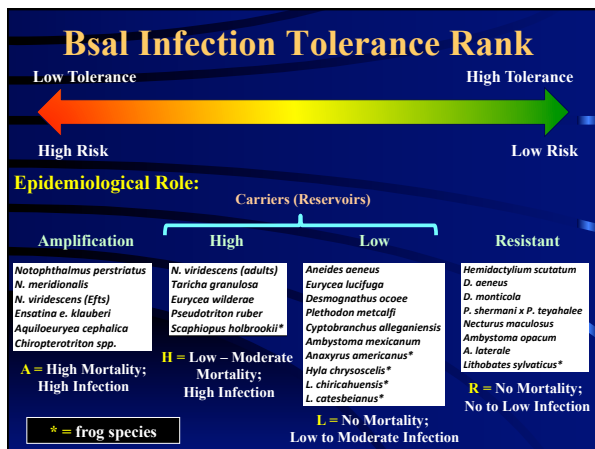 Bsal Infection Tolerance Rank
Low Tolerance
High Tolerance
High Risk
Low Risk
Epidemiological Role:
Carriers (Reservoirs)
Amplification
Notophthalmus perstriatus
N. meridionalis
N. viridescens (Efts)
Ensatina e. klauberi
Aquiloeurycea cephalica
Chiropterotriton spp.
A = High Mortality;
High Infection
* = frog species
High
N. viridescens (adults)
Taricha granulosa
Eurycea wilderae
Pseudotriton ruber
Scaphiopus holbrookii*
H = Low – Moderate
Mortality;
High Infection
Low
Aneides aeneus
Eurycea lucifuga
Desmognathus ocoee
Plethodon metcalfi
Cyptobranchus alleganiensis
Ambystoma mexicanum
Anaxyrus americanus*
Hyla chrysoscelis*
L. chiricahuensis*
L. catesbeianus*
L = No Mortality;
Low to Moderate Infection
Resistant
Hemidactylium scutatum
D. aeneus
D. monticola
P. shermani x P. teyahalee
Necturus maculosus
Ambystoma opacum
A. laterale
Lithobates sylvaticus*
R = No Mortality;
No to Low Infection